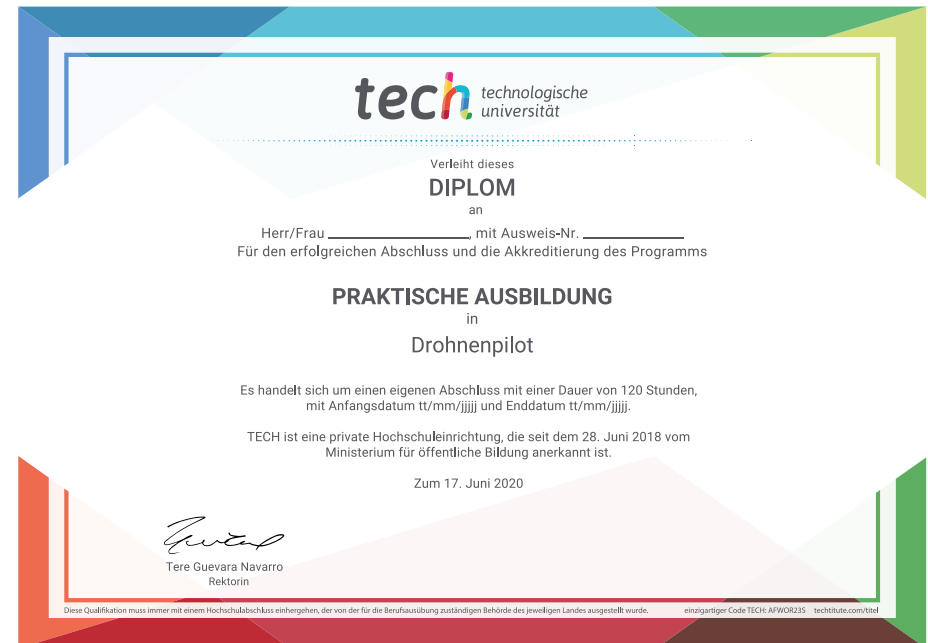 tech technologische
universität
Verleiht dieses
DIPLOM
an
Herr/Frau ____________, mit Ausweis-Nr. ____________
Für den erfolgreichen Abschluss und die Akkreditierung des Programms
PRAKTISCHE AUSBILDUNG
in
Drohnenpilot
Es handelt sich um einen eigenen Abschluss mit einer Dauer von 120 Stunden,
mit Anfangsdatum tt/mm/jjjjj und Enddatum tt/mm/jjjjj.
TECH ist eine private Hochschuleinrichtung, die seit dem 28. Juni 2018 vom
Ministerium für öffentliche Bildung anerkannt ist.
Zum 17. Juni 2020
Tere Guevara Navarro
Rektorin
Diese Qualifikation muss immer mit einem Hochschulabschluss einhergehen, der von der für die Berufsausübung zuständigen Behörde des jeweiligen Landes ausgestellt wurde. einzigartiger Code TECH: AFWOR23S techtitute.com/titel